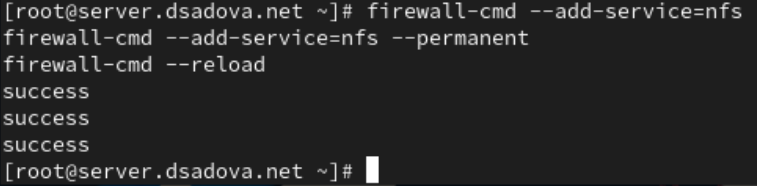 [root@server.dsadova.net ~]# firewall-cmd --add-service=nfs
firewall-cmd --add-service=nfs --permanent
firewall-cmd --reload
success
success
success
[root@server.dsadova.net ~]#